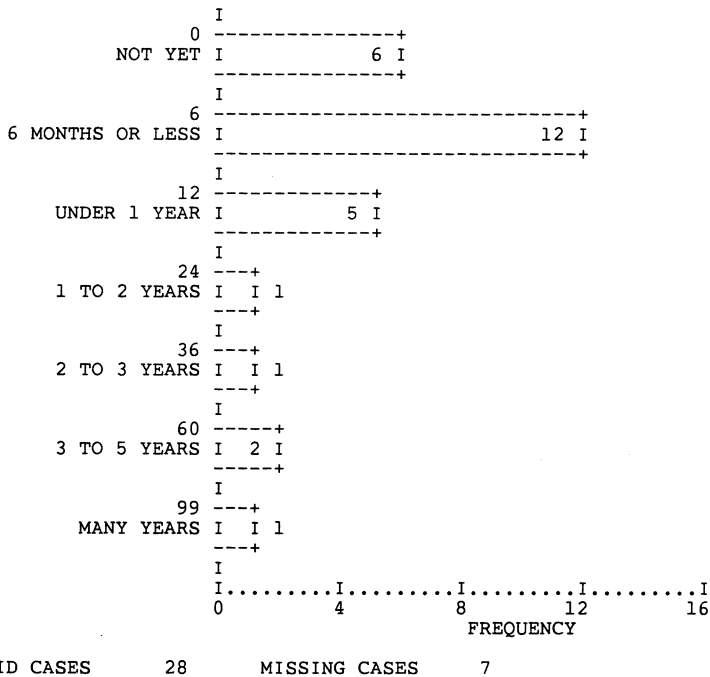 I
0 ---------------+
NOT YET I 6 I
---------------+
I
6 ------------------------------+
6 MONTHS OR LESS I 12 I
------------------------------+
I
12 -------------+
UNDER 1 YEAR I 5 I
-------------+
I
24 ---+
1 TO 2 YEARS I I 1
---+
I
36 ---+
2 TO 3 YEARS I I 1
---+
I
60 -----+
3 TO 5 YEARS I 2 I
-----+
I
99 ---+
MANY YEARS I I 1
---+
I
I.........I.........I.........I.........I
0 4 8 12 16
FREQUENCY
ID CASES 28 MISSING CASES 7